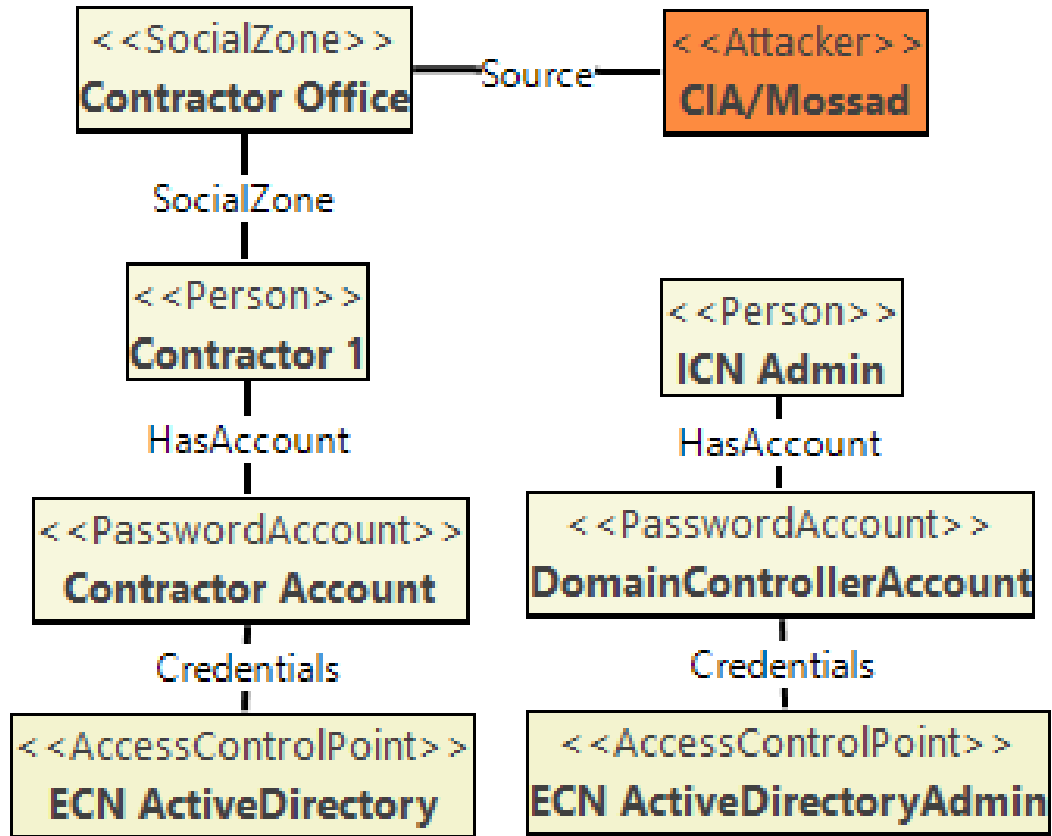 < <SocialZone> >
Contractor Office
Source
< <Attacker> >
CIA/Mossad
SocialZone
< <Person> >
Contractor 1
< <Person> >
ICN Admin
HasAccount
HasAccount
< <PasswordAccount> >
Contractor Account
< <PasswordAccount> >
DomainControllerAccount
Credentials
Credentials
< <AccessControlPoint> >
ECN ActiveDirectory
< <AccessControlPoint> >
ECN ActiveDirectoryAdmin